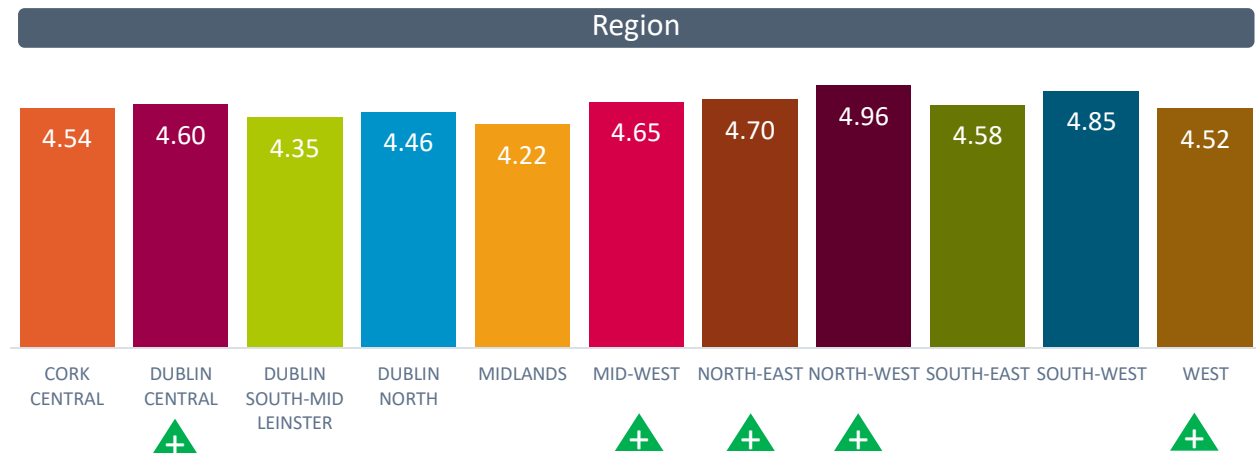 Region
4.54 4.60 4.35 4.46 4.22 4.65 4.70 4.96 4.58 4.85 4.52
CORK
CENTRAL
DUBLIN
CENTRAL
DUBLIN
SOUTH-MID
LEINSTER
DUBLIN
NORTH
MIDLANDS
MID-WEST
NORTH-EAST
NORTH-WEST
SOUTH-EAST
SOUTH-WEST
WEST
+ + + + +